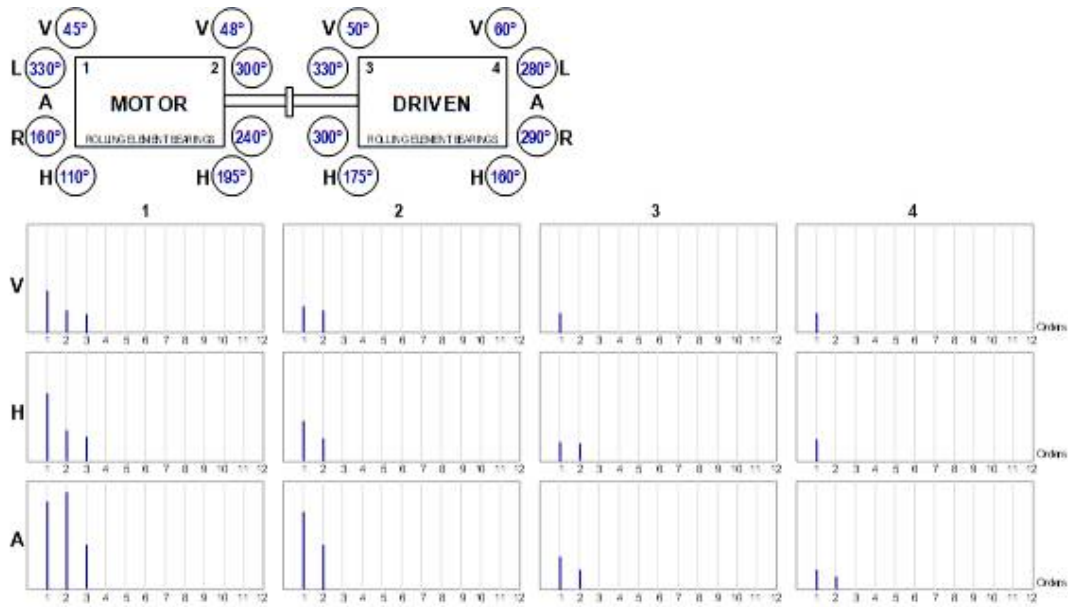 V 45° V 48° V 50° V 60°
L 330° 1 2 300° 330° 3 4 280° L
A MOTOR DRIVEN A
R 160° ROLLING ELEMENT BEARINGS 240° 300° ROLLING ELEMENT BEARINGS 290° R
H 110° H 195° H 175° H 160°
1 2 3 4
V
1 2 3 4 5 6 7 8 9 10 11 12 1 2 3 4 5 6 7 8 9 10 11 12 1 2 3 4 5 6 7 8 9 10 11 12 1 2 3 4 5 6 7 8 9 10 11 12 Orders
H
1 2 3 4 5 6 7 8 9 10 11 12 1 2 3 4 5 6 7 8 9 10 11 12 1 2 3 4 5 6 7 8 9 10 11 12 1 2 3 4 5 6 7 8 9 10 11 12 Orders
A
1 2 3 4 5 6 7 8 9 10 11 12 1 2 3 4 5 6 7 8 9 10 11 12 1 2 3 4 5 6 7 8 9 10 11 12 1 2 3 4 5 6 7 8 9 10 11 12 Orders